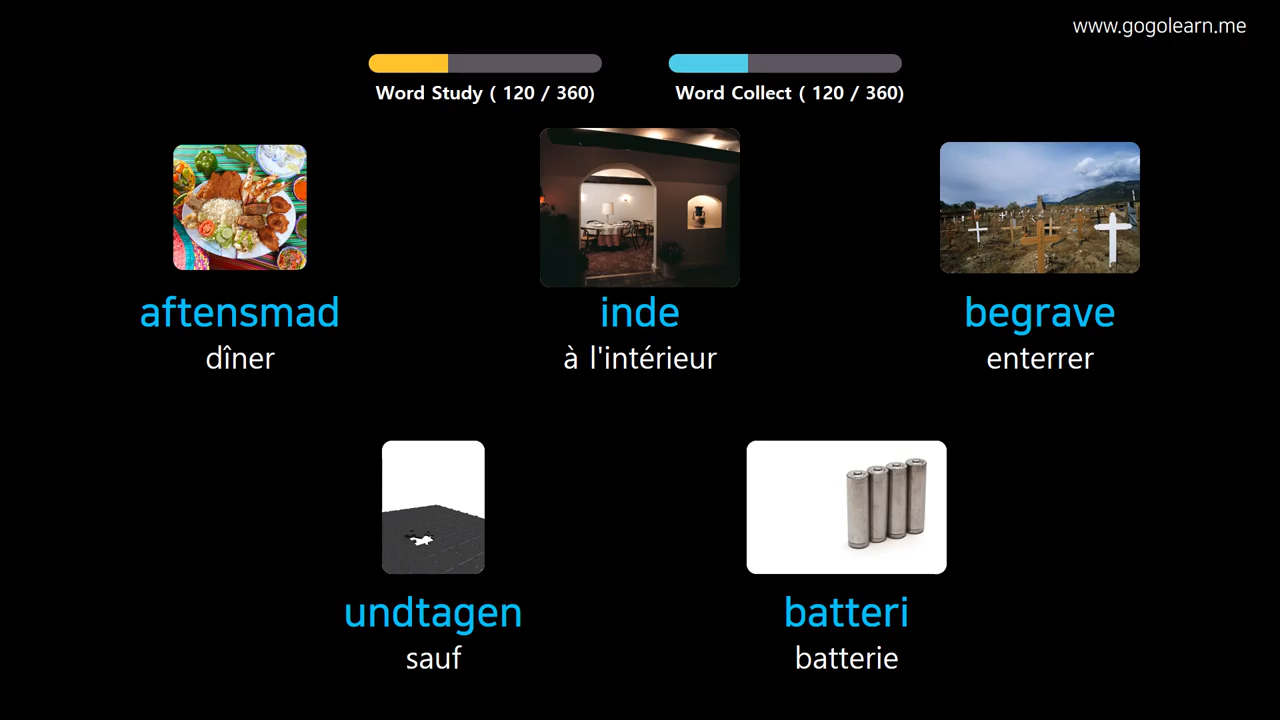 www.gogolearn.me
Word Study ( 120 / 360)
Word Collect ( 120 / 360)
aftensmad
dîner
inde
à l'intérieur
begrave
enterrer
undtagen
sauf
batteri
batterie